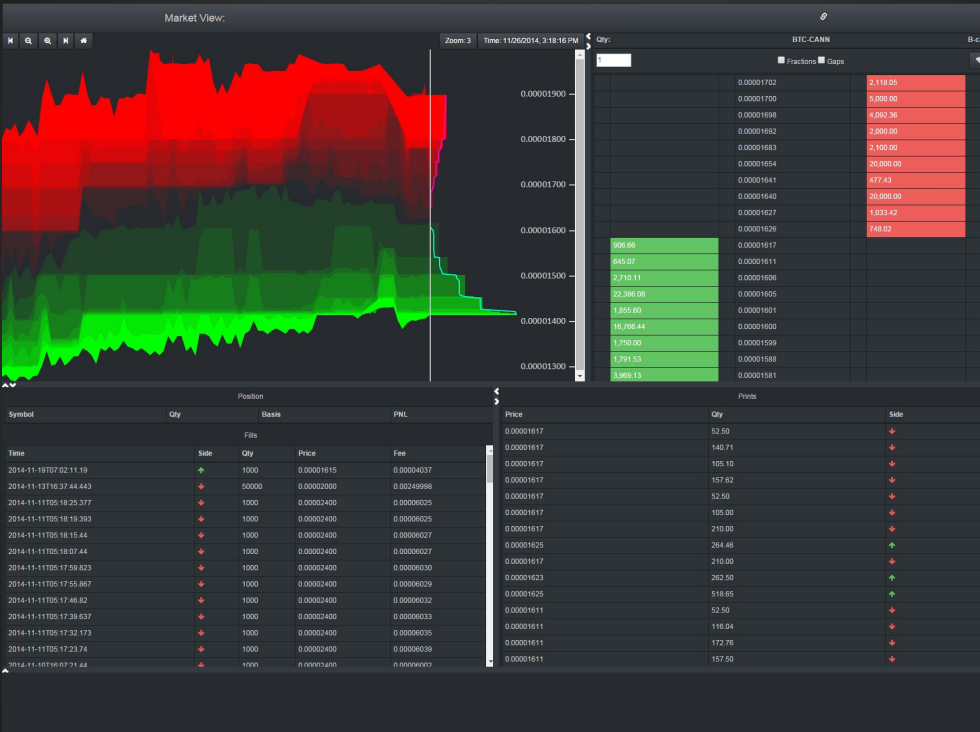 Market View:
Zoom: 3 Time: 11/26/2014, 3:18:16 PM
0.00001900
0.00001800
0.00001700
0.00001600
0.00001500
0.00001400
0.00001300
Qty: BTC-CANN
1 Fractions Gaps
0.00001702 2,118.05
0.00001700 5,000.00
0.00001698 4,092.36
0.00001692 2,000.00
0.00001683 2,100.00
0.00001654 20,000.00
0.00001641 477.43
0.00001640 20,000.00
0.00001627 1,033.42
0.00001626 748.02
906.66 0.00001617
645.07 0.00001611
2,710.11 0.00001606
22,386.08 0.00001605
1,855.60 0.00001601
16,766.44 0.00001600
1,750.00 0.00001599
1,791.53 0.00001588
3,969.13 0.00001581
Position
Symbol Qty Basis PNL
Fills
Time Side Qty Price Fee
2014-11-19T07:02:11.19 1000 0.00001615 0.00004037
2014-11-13T16:37:44.443 50000 0.00002000 0.00249998
2014-11-11T05:18:25.377 1000 0.00002400 0.00006025
2014-11-11T05:18:19.393 1000 0.00002400 0.00006025
2014-11-11T05:18:15.44 1000 0.00002400 0.00006027
2014-11-11T05:18:07.44 1000 0.00002400 0.00006027
2014-11-11T05:17:59.823 1000 0.00002400 0.00006030
2014-11-11T05:17:55.867 1000 0.00002400 0.00006029
2014-11-11T05:17:46.82 1000 0.00002400 0.00006032
2014-11-11T05:17:39.637 1000 0.00002400 0.00006033
2014-11-11T05:17:32.173 1000 0.00002400 0.00006035
2014-11-11T05:17:23.74 1000 0.00002400 0.00006039
2014-11-10T16:07:21.44 1000 0.00002400 0.00006002
Prints
Price Qty Side
0.00001617 52.50
0.00001617 140.71
0.00001617 105.10
0.00001617 157.62
0.00001617 52.50
0.00001617 105.00
0.00001617 210.00
0.00001625 264.46
0.00001617 210.00
0.00001623 262.50
0.00001625 518.65
0.00001611 52.50
0.00001611 116.04
0.00001611 172.76
0.00001611 157.50